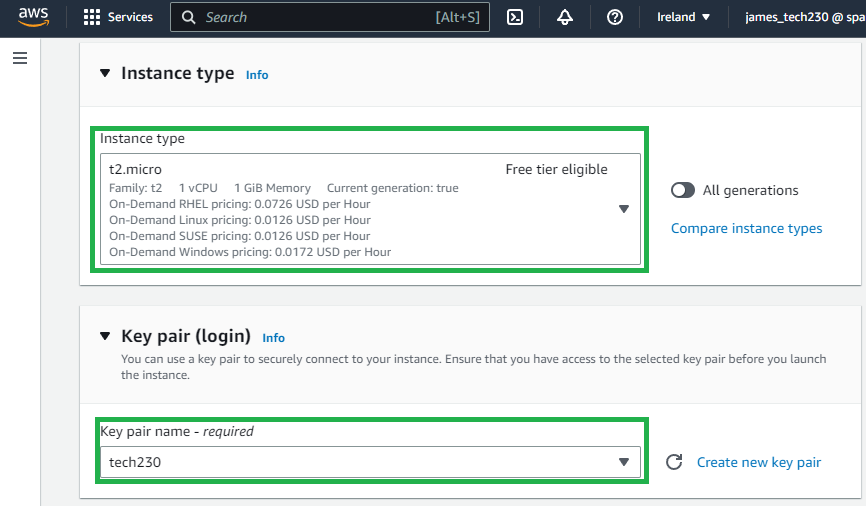 aws Services Search [Alt+S] Ireland james_tech230 @ spa
Instance type Info
Instance type
t2.micro Free tier eligible
Family: t2 1 vCPU 1 GiB Memory Current generation: true
On-Demand RHEL pricing: 0.0726 USD per Hour
On-Demand Linux pricing: 0.0126 USD per Hour
On-Demand SUSE pricing: 0.0126 USD per Hour
On-Demand Windows pricing: 0.0172 USD per Hour
All generations
Compare instance types
Key pair (login) Info
You can use a key pair to securely connect to your instance. Ensure that you have access to the selected key pair before you launch
the instance.
Key pair name - required
tech230
Create new key pair